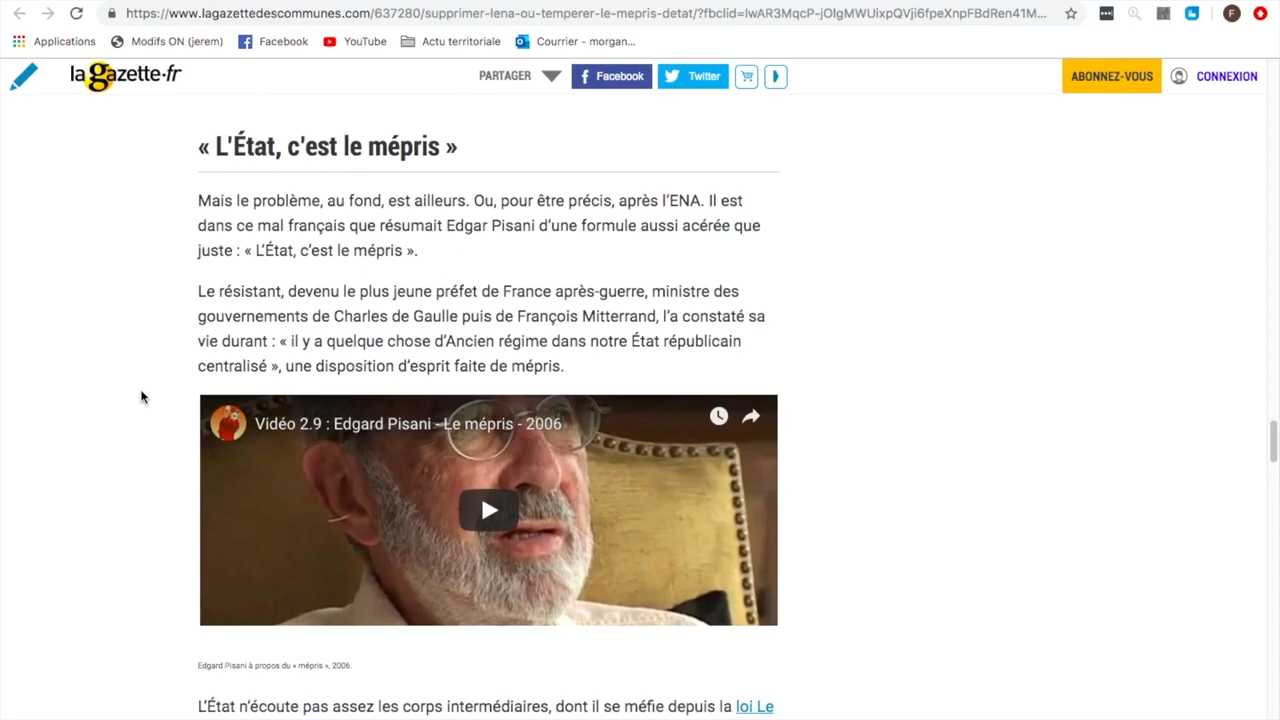 https://www.lagazettedescommunes.com/637280/supprimer-lena-ou-temperer-le-mepris-detat/?fbclid=IwAR3MqcP-jOIgMWUixpQVji6fpeXnpFBdRen41M...
F
Applications Modifs ON (jerem) Facebook YouTube Actu territoriale Courrier - morgan...
la gazette·fr PARTAGER Facebook Twitter ABONNEZ-VOUS CONNEXION
« L'État, c'est le mépris »
Mais le problème, au fond, est ailleurs. Ou, pour être précis, après l'ENA. Il est
dans ce mal français que résumait Edgar Pisani d'une formule aussi acérée que
juste : « L'État, c'est le mépris ».
Le résistant, devenu le plus jeune préfet de France après-guerre, ministre des
gouvernements de Charles de Gaulle puis de François Mitterrand, l'a constaté sa
vie durant : « il y a quelque chose d'Ancien régime dans notre État républicain
centralisé », une disposition d'esprit faite de mépris.
Vidéo 2.9 : Edgard Pisani - Le mépris - 2006
Edgard Pisani à propos du « mépris », 2006.
L'État n'écoute pas assez les corps intermédiaires, dont il se méfie depuis la loi Le